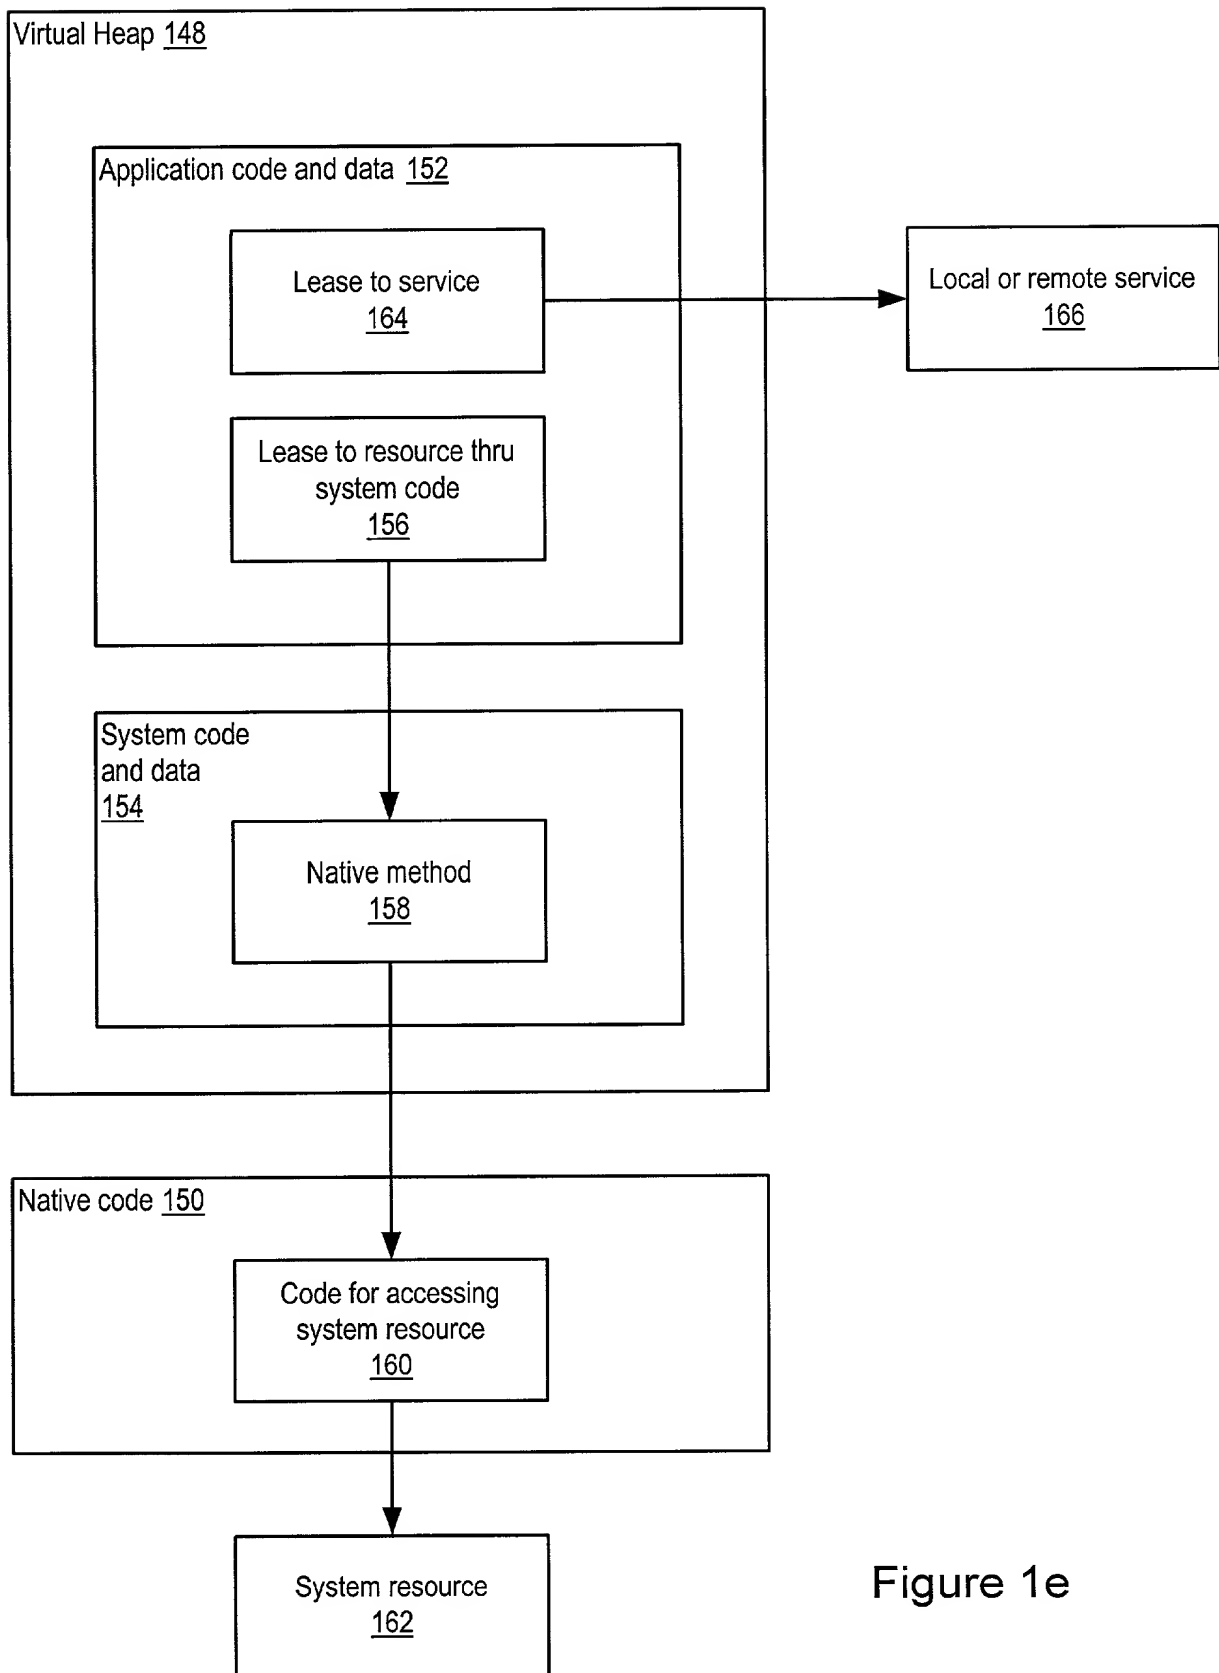 Virtual Heap 148
Application code and data 152
Lease to service
164
Local or remote service
166
Lease to resource thru
system code
156
System code
and data
154
Native method
158
Native code 150
Code for accessing
system resource
160
System resource
162
Figure 1e